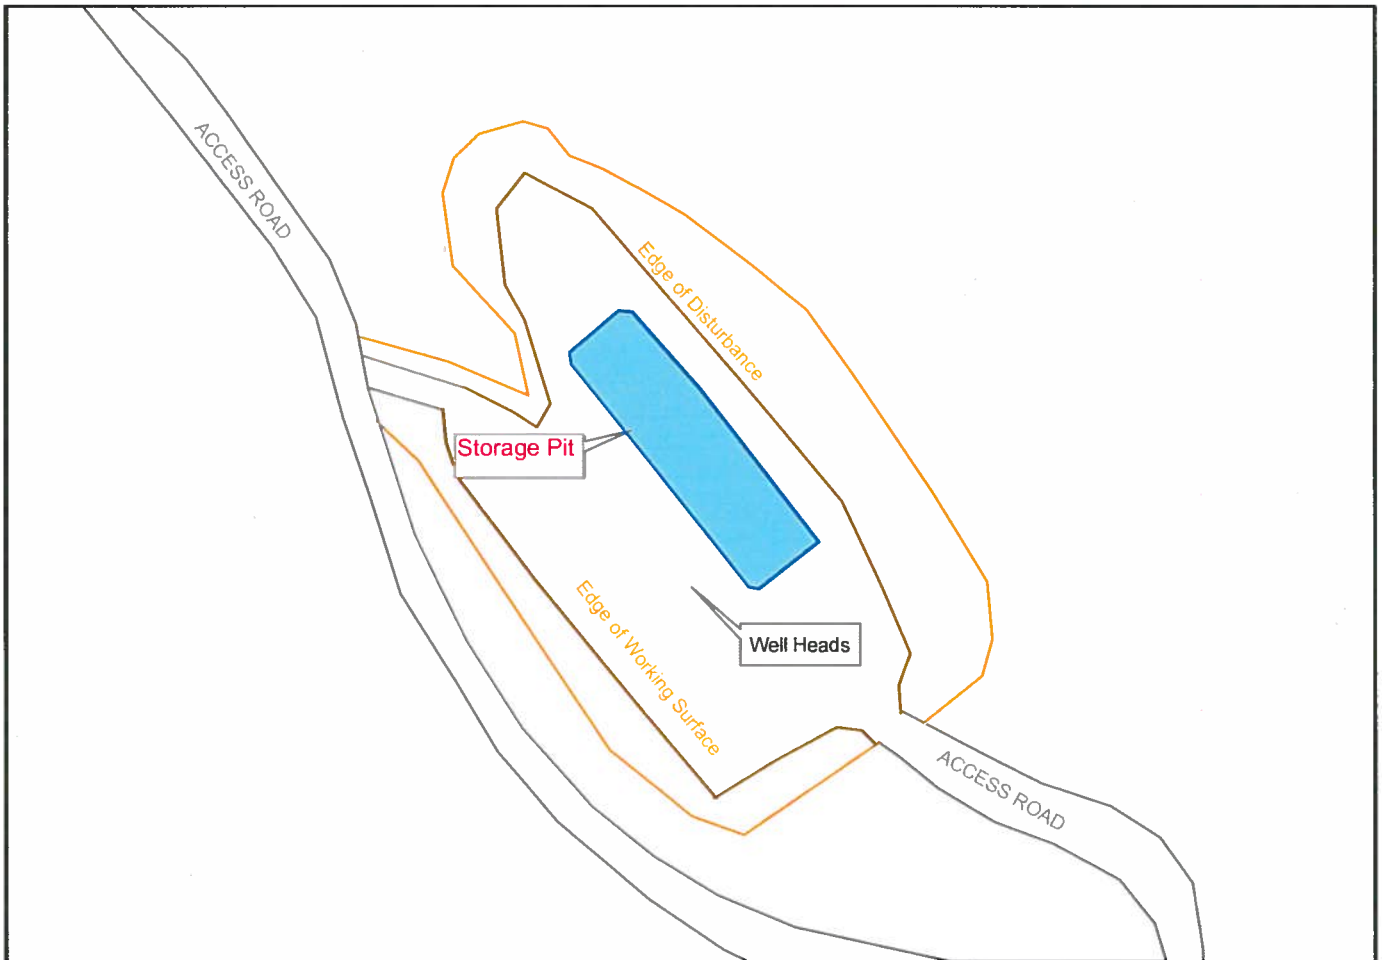 ACCESS ROAD
Edge of Disturbance
Storage Pit
Edge of Working Surface
Well Heads
ACCESS ROAD